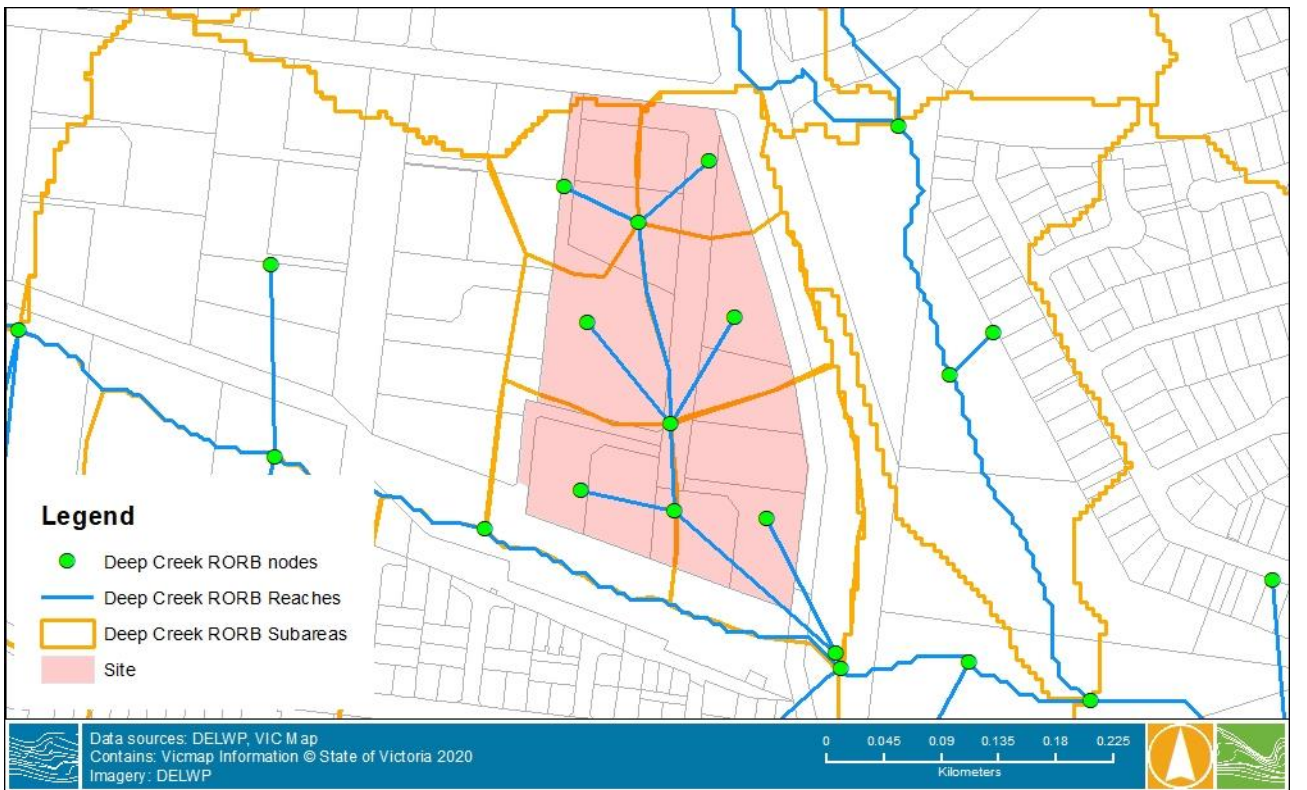 Legend
Deep Creek RORB nodes
Deep Creek RORB Reaches
Deep Creek RORB Subareas
Site
Data sources: DELWP, VIC Map
Contains: Vicmap Information © State of Victoria 2020
Imagery: DELWP
0 0.045 0.09 0.135 0.18 0.225
Kilometers